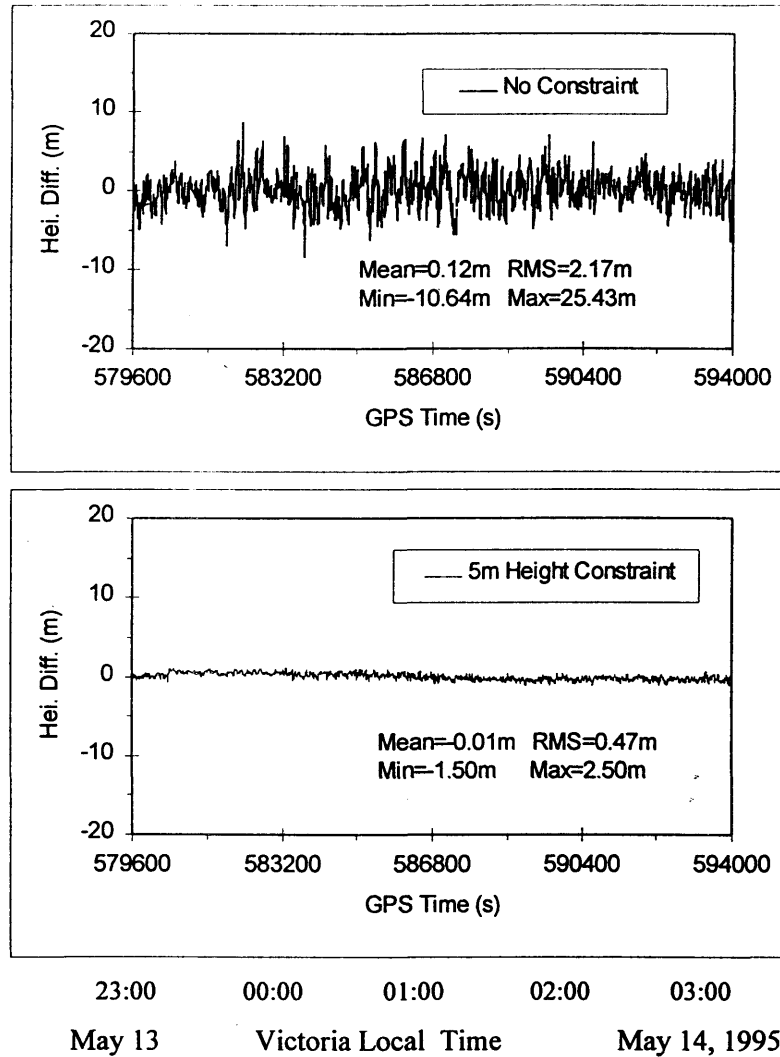 20
10
0
-10
-20
Hei. Diff. (m)
No Constraint
Mean=0.12m RMS=2.17m
Min=-10.64m Max=25.43m
579600 583200 586800 590400 594000
GPS Time (s)
20
10
0
-10
-20
Hei. Diff. (m)
5m Height Constraint
Mean=-0.01m RMS=0.47m
Min=-1.50m Max=2.50m
579600 583200 586800 590400 594000
GPS Time (s)
23:00 00:00 01:00 02:00 03:00
May 13 Victoria Local Time May 14, 1995